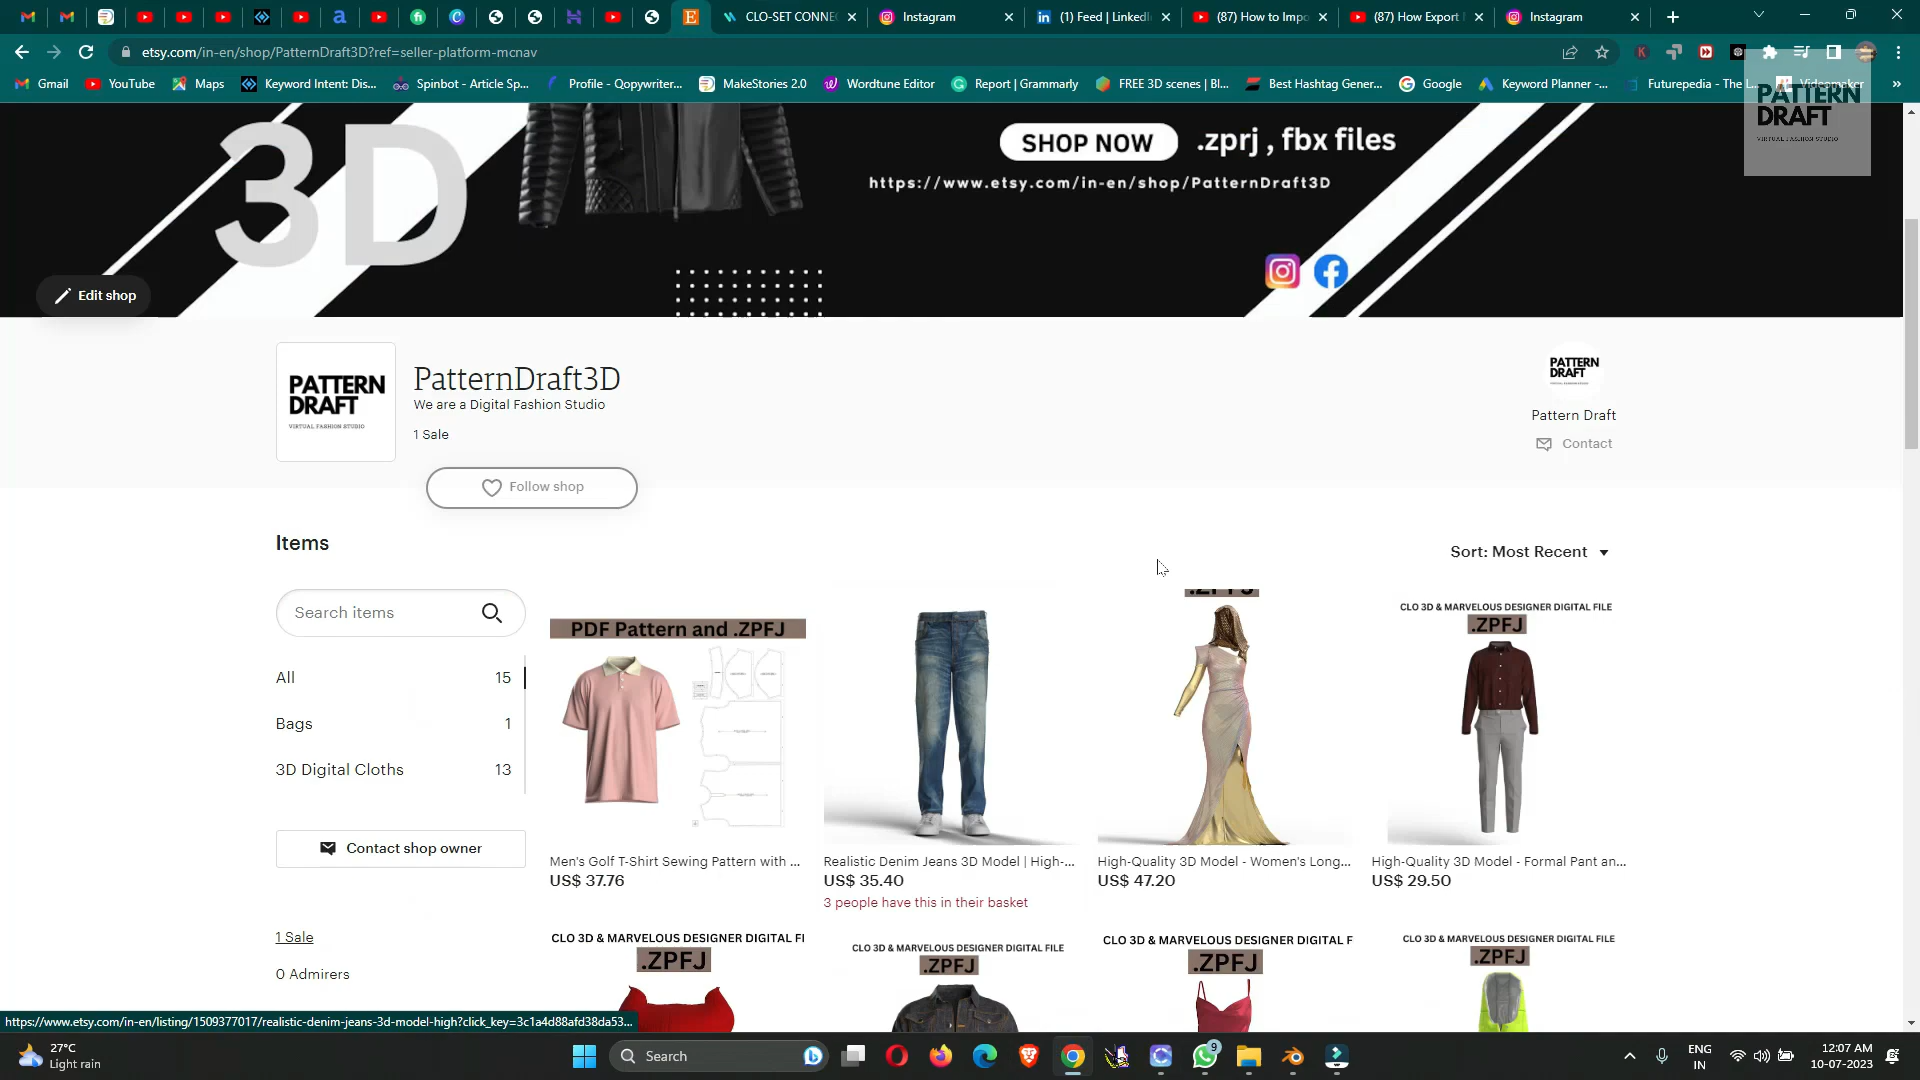 CLO-SET CONNEC
Instagram
(1) Feed | LinkedIn
(87) How to Impo
(87) How Export
Instagram
etsy.com/in-en/shop/PatternDraft3D?ref=seller-platform-mcnav
Gmail
YouTube
Maps
Keyword Intent: Dis...
Spinbot - Article Sp...
Profile - Qopywriter...
MakeStories 2.0
Wordtune Editor
Report | Grammarly
FREE 3D scenes | Bl...
Best Hashtag Gener...
Google
Keyword Planner -...
Futurepedia - The L...
Videomaker
PATTERN
DRAFT
VIRTUAL FASHION STUDIO
3D
SHOP NOW
.zprj , fbx files
https://www.etsy.com/in-en/shop/PatternDraft3D
Edit shop
PATTERN
DRAFT
VIRTUAL FASHION STUDIO
PatternDraft3D
We are a Digital Fashion Studio
1 Sale
Follow shop
PATTERN
DRAFT
Pattern Draft
Contact
Items
Sort: Most Recent
Search items
All 15
Bags 1
3D Digital Cloths 13
Contact shop owner
1 Sale
0 Admirers
PDF Pattern and .ZPFJ
Men's Golf T-Shirt Sewing Pattern with ...
US$ 37.76
Realistic Denim Jeans 3D Model | High-...
US$ 35.40
3 people have this in their basket
.ZPFJ
High-Quality 3D Model - Women's Long...
US$ 47.20
CLO 3D & MARVELOUS DESIGNER DIGITAL FILE
.ZPFJ
High-Quality 3D Model - Formal Pant an...
US$ 29.50
CLO 3D & MARVELOUS DESIGNER DIGITAL FI
.ZPFJ
CLO 3D & MARVELOUS DESIGNER DIGITAL FILE
.ZPFJ
CLO 3D & MARVELOUS DESIGNER DIGITAL F
.ZPFJ
CLO 3D & MARVELOUS DESIGNER DIGITAL FILE
.ZPFJ
https://www.etsy.com/in-en/listing/1509377017/realistic-denim-jeans-3d-model-high?click_key=3c1a4d88afd38da53...
27°C
Light rain
Search
9
ENG
IN
12:07 AM
10-07-2023